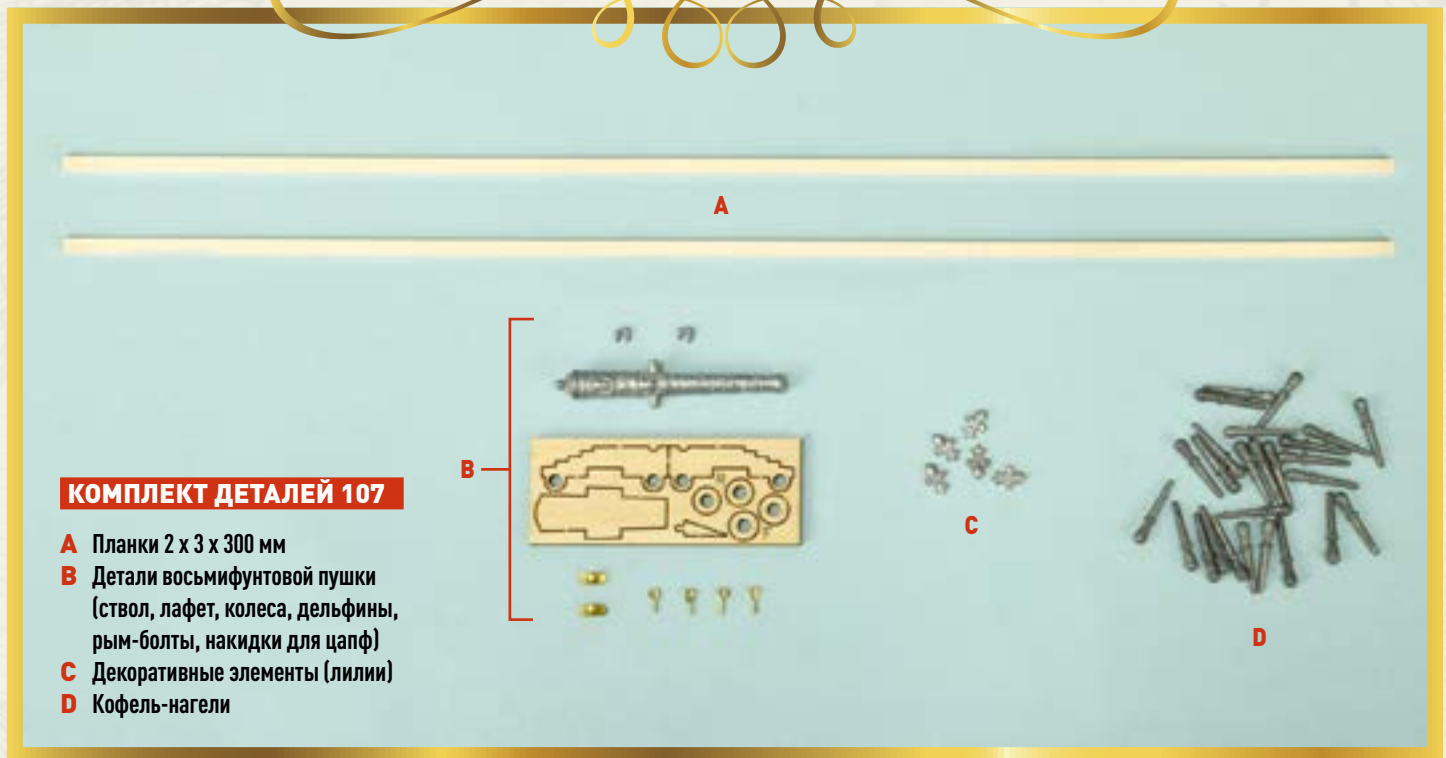 A
B
C
D
КОМПЛЕКТ ДЕТАЛЕЙ 107
A Планки 2 x 3 x 300 мм
B Детали восьмифунтовой пушки
(ствол, лафет, колеса, дельфины,
рым-болты, накидки для цапф)
C Декоративные элементы (лилии)
D Кофель-нагели